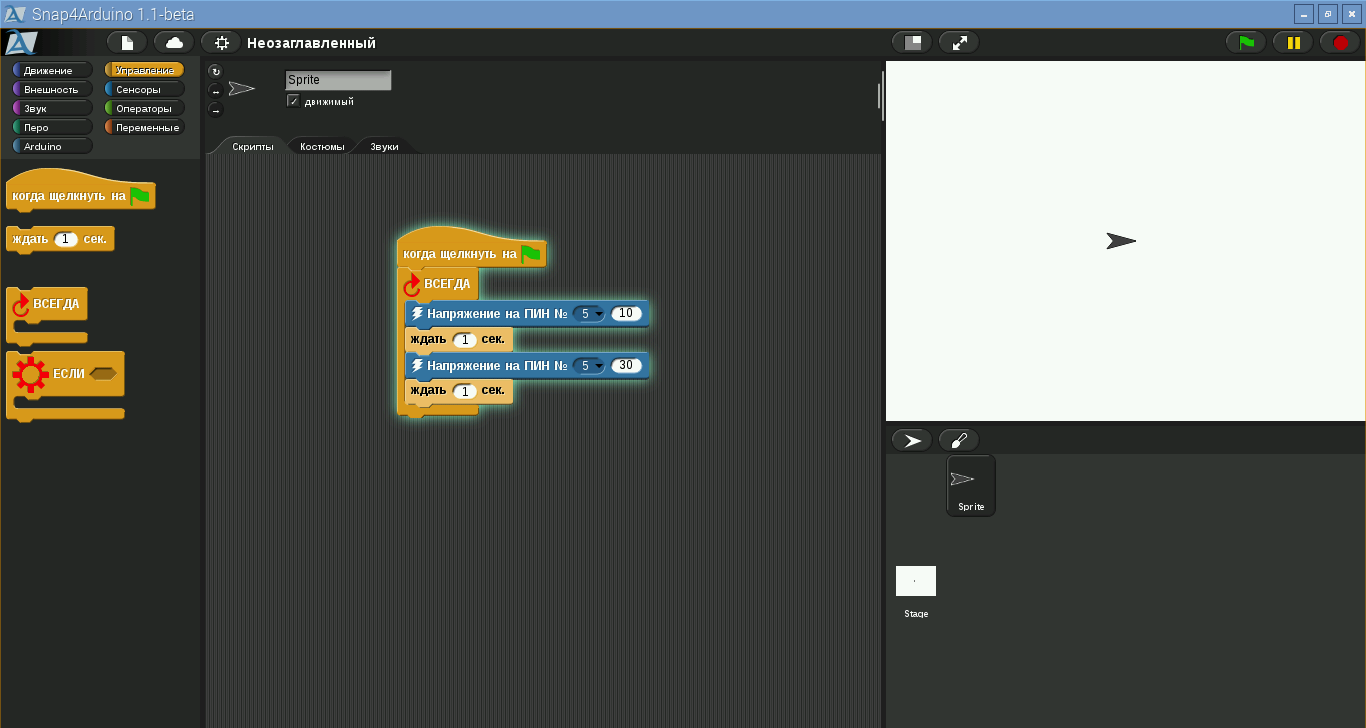 Snap4Arduino 1.1-beta
Неозаглавленный
Движение
Управление
Внешность
Сенсоры
Звук
Операторы
Перо
Переменные
Arduino
когда щелкнуть на
ждать 1 сек.
ВСЕГДА
ЕСЛИ
Sprite
движимый
Скрипты Костюмы Звуки
когда щелкнуть на
ВСЕГДА
Напряжение на ПИН № 5 10
ждать 1 сек.
Напряжение на ПИН № 5 30
ждать 1 сек.
Sprite
Stage